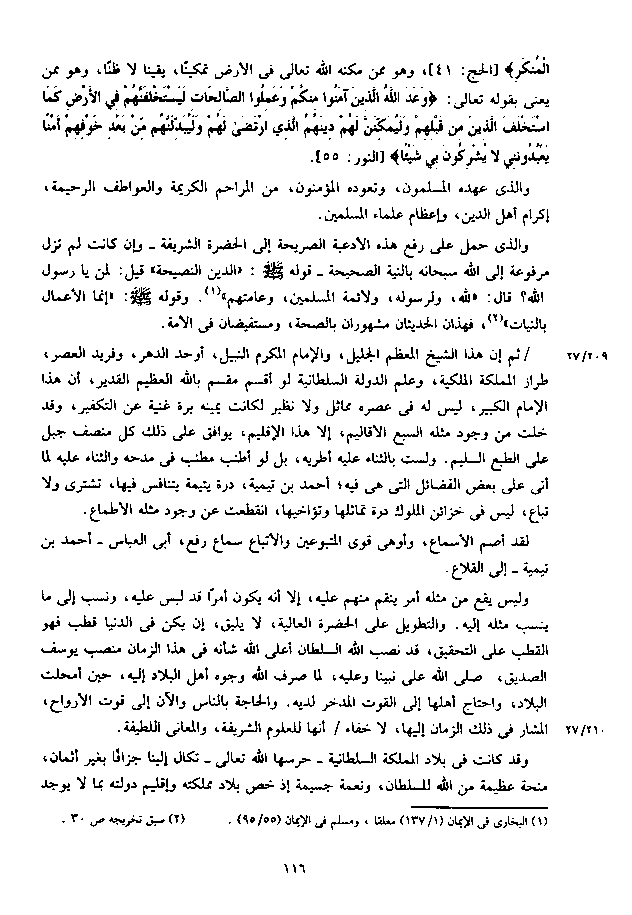 الْمُنكَرِ﴾ [الحج: ٤١]، وهو ممن مكنه الله تعالى فى الأرض تمكينًا، يقينا لا ظنًا، وهو ممن
يعنى بقوله تعالى: ﴿وَعَدَ اللَّهُ الَّذِينَ آمَنُوا مِنكُمْ وَعَمِلُوا الصَّالِحَاتِ لَيَسْتَخْلِفَنَّهُمْ فِي الأَرْضِ كَمَا
اسْتَخْلَفَ الَّذِينَ مِن قَبْلِهِمْ وَلَيُمَكِّنَنَّ لَهُمْ دِينَهُمُ الَّذِي ارْتَضَىٰ لَهُمْ وَلَيُبَدِّلَنَّهُم مِّنْ بَعْدِ خَوْفِهِمْ أَمْنًا
يَعْبُدُونَنِي لا يُشْرِكُونَ بِي شَيْئًا﴾ [النور: ٥٥].
والذى عهده المسلمون، وتعوده المؤمنون، من المراحم الكريمة والعواطف الرحيمة،
إكرام أهل الدين، وإعظام علماء المسلمين.
والذى حمل على رفع هذه الأدعية الصريحة إلى الحضرة الشريفة ـ وإن كانت لم تزل
مرفوعة إلى الله سبحانه بالنية الصحيحة ـ قوله ﷺ : «الدين النصيحة» قيل: لمن يا رسول
الله؟ قال: «لله، ولرسوله، ولائمة المسلمين، وعامتهم»(١). وقوله ﷺ: «إنما الأعمال
بالنيات»(٢)، فهذان الحديثان مشهوران بالصحة، ومستفيضان فى الأمة.
٢٧/٢٠٩ / ثم إن هذا الشيخ المعظم الجليل، والإمام المكرم النبيل، أوحد الدهر، وفريد العصر،
طراز المملكة الملكية، وعلم الدولة السلطانية لو أقسم مقسم بالله العظيم القدير، أن هذا
الإمام الكبير، ليس له فى عصره مماثل ولا نظير لكانت يمينه برة غنية عن التكفير، وقد
خلت من وجود مثله السبع الأقاليم، إلا هذا الإقليم، يوافق على ذلك كل منصف جبل
على الطبع السليم. ولست بالثناء عليه أطريه، بل لو أطنب مطنب فى مدحه والثناء عليه لما
أتى على بعض الفضائل التى هى فيه؛ أحمد بن تيمية، درة يتيمة يتنافس فيها، تشترى ولا
تباع، ليس فى خزائن الملوك درة تماثلها وتؤاخيها، انقطعت عن وجود مثله الأطماع.
لقد أصم الأسماع، وأوهى قوى المتبوعين والأتباع سماع رفع، أبى العباس ـ أحمد بن
تيمية ـ إلى القلاع.
وليس يقع من مثله أمر ينقم منهم عليه، إلا أنه يكون أمرًا قد لبس عليه، ونسب إلى ما
ينسب مثله إليه. والتطويل على الحضرة العالية، لا يليق، إن يكن فى الدنيا قطب فهو
القطب على التحقيق، قد نصب الله السلطان أعلى الله شأنه فى هذا الزمان منصب يوسف
الصديق، صلى الله على نبينا وعليه، لما صرف الله وجوه أهل البلاد إليه، حين أمحلت
البلاد، واحتاج أهلها إلى القوت المدخر لديه. والحاجة بالناس والآن إلى قوت الأرواح،
٢٧/٢١٠ المشار فى ذلك الزمان إليها، لا خفاء / أنها للعلوم الشريفة، والمعانى اللطيفة.
وقد كانت فى بلاد المملكة السلطانية ـ حرسها الله تعالى ـ تكال إلينا جزافًا بغير أثمان،
منحة عظيمة من الله للسلطان، ونعمة جسيمة إذ خص بلاد مملكته وإقليم دولته بما لا يوجد
(١) البخارى فى الإيمان (١/ ١٣٧) معلقا ، ومسلم فى الإيمان (٥٥/ ٩٥) . (٢) سبق تخريجه ص ٣٠ .
١١٦